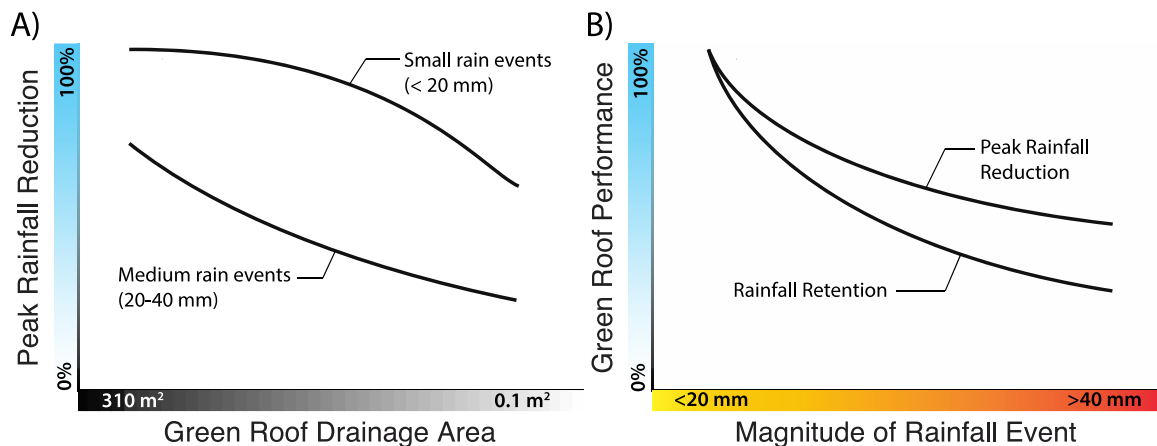 A)
Peak Rainfall Reduction
100%
0%
Small rain events
(< 20 mm)
Medium rain events
(20-40 mm)
310 m²
0.1 m²
Green Roof Drainage Area
B)
Green Roof Performance
100%
0%
Peak Rainfall
Reduction
Rainfall Retention
<20 mm
>40 mm
Magnitude of Rainfall Event